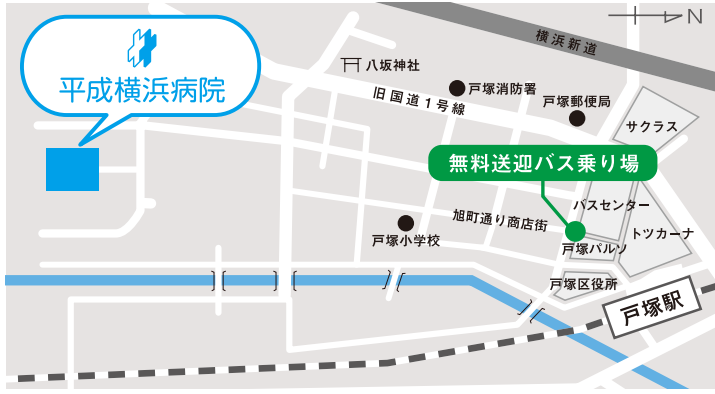 N
横浜新道
平成横浜病院
八坂神社
戸塚消防署
旧国道1号線
戸塚郵便局
サクラス
無料送迎バス乗り場
バスセンター
旭町通り商店街
トツカーナ
戸塚小学校
戸塚パルソ
戸塚区役所
戸塚駅